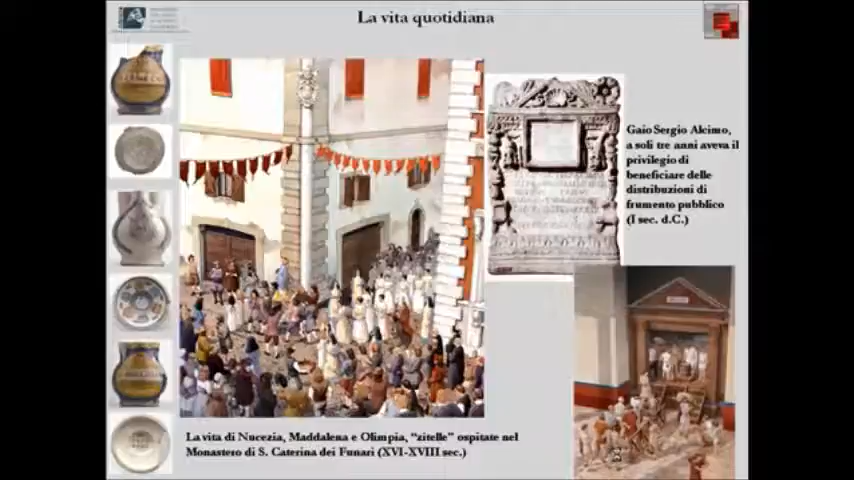 La vita quotidiana
Gaio Sergio Alcimo,
a soli tre anni aveva il
privilegio di
beneficiare delle
distribuzioni di
frumento pubblico
(I sec. d.C.)
La vita di Nucezia, Maddalena e Olimpia, “zitelle” ospitate nel
Monastero di S. Caterina dei Funari (XVI-XVIII sec.)